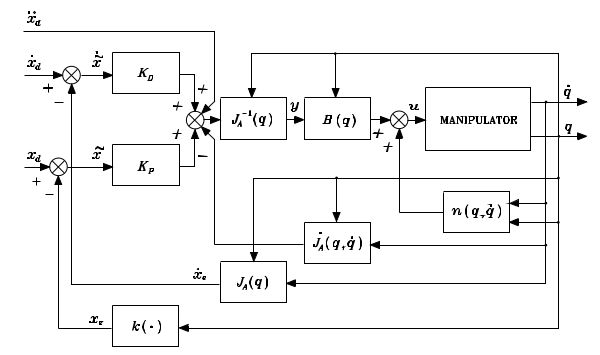 ẍ_d
ẋ_d
+
−
x̃̇
K_D
+
+
J_A⁻¹(q)
y
B(q)
+
+
u
MANIPULATOR
q̇
q
x_d
+
−
x̃
K_P
+
−
n(q,q̇)
J̇_A(q,q̇)
ẋ_e
J_A(q)
x_e
k(·)